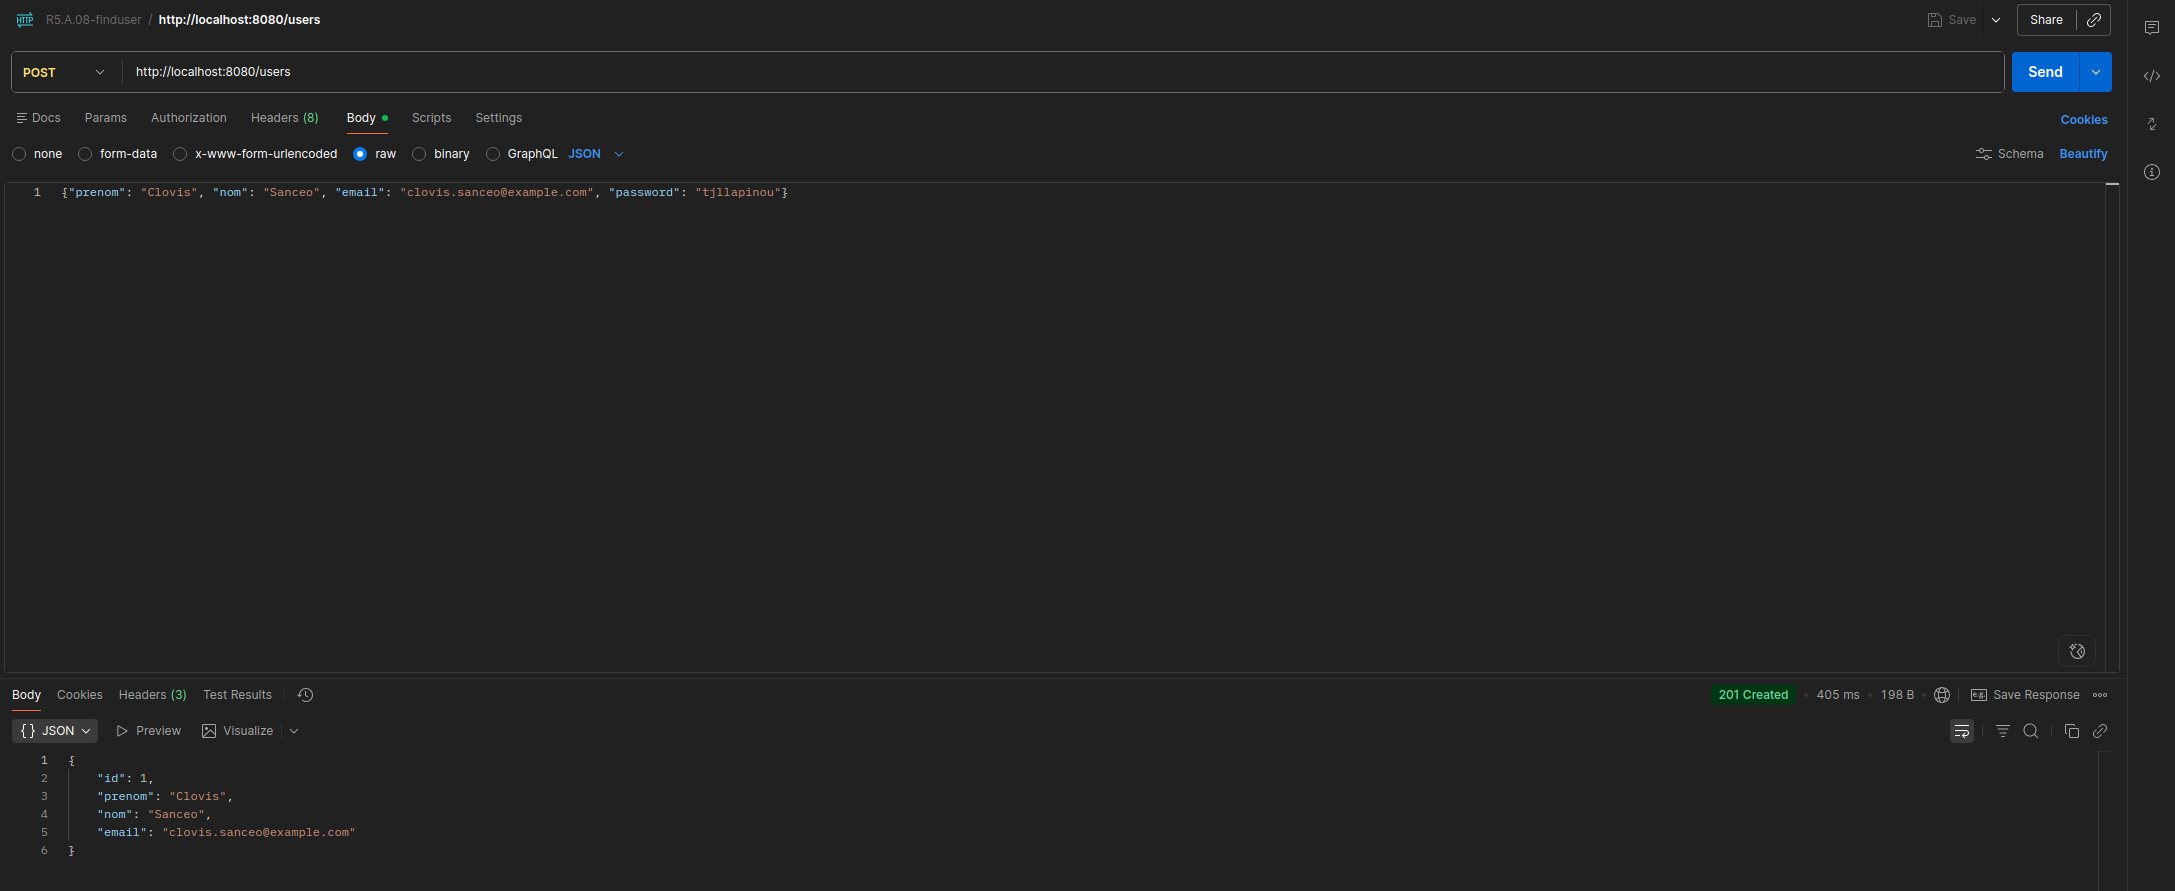 HTTP R5.A.08-finduser / http://localhost:8080/users Save Share
POST http://localhost:8080/users Send
Docs Params Authorization Headers (8) Body Scripts Settings Cookies
none form-data x-www-form-urlencoded raw binary GraphQL JSON Schema Beautify
1 {"prenom": "Clovis", "nom": "Sanceo", "email": "clovis.sanceo@example.com", "password": "tjllapinou"}
Body Cookies Headers (3) Test Results 201 Created 405 ms 198 B e.g. Save Response
{} JSON Preview Visualize
1 {
2 "id": 1,
3 "prenom": "Clovis",
4 "nom": "Sanceo",
5 "email": "clovis.sanceo@example.com"
6 }